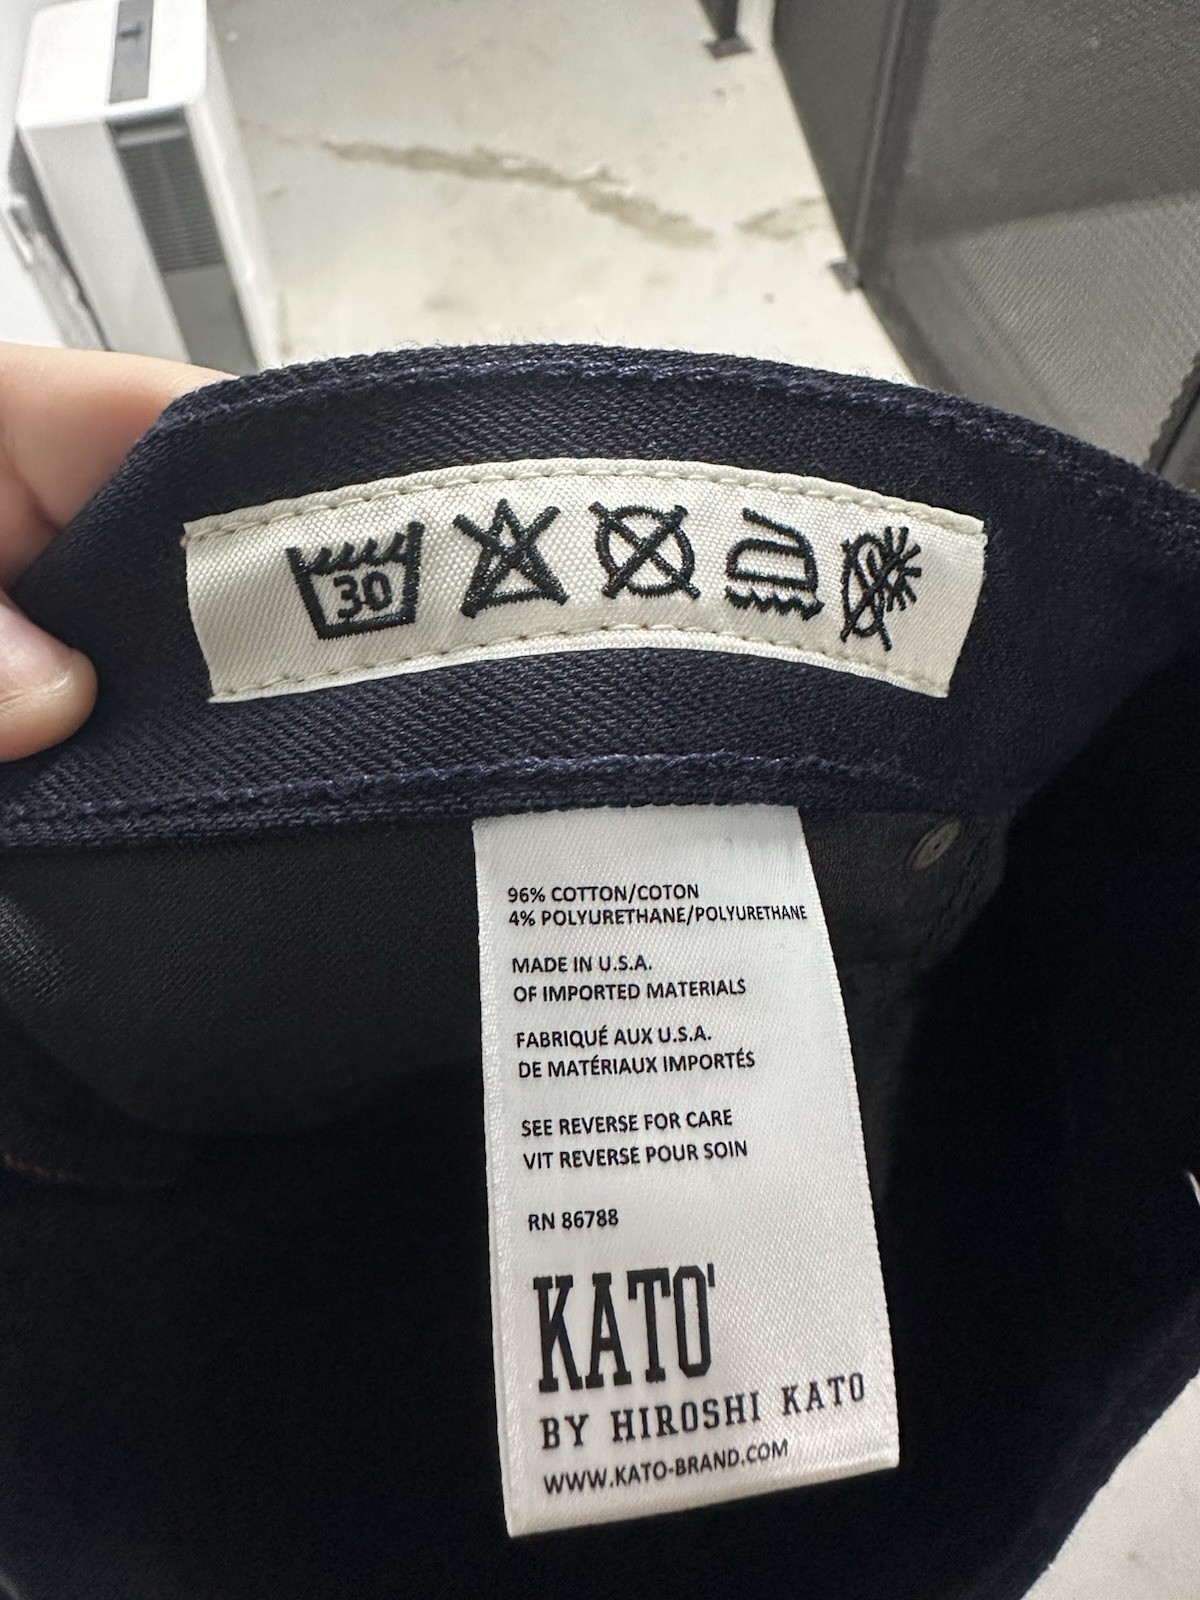 30
96% COTTON/COTON
4% POLYURETHANE/POLYURETHANE
MADE IN U.S.A.
OF IMPORTED MATERIALS
FABRIQUÉ AUX U.S.A.
DE MATÉRIAUX IMPORTÉS
SEE REVERSE FOR CARE
VIT REVERSE POUR SOIN
RN 86788
KATO'
BY HIROSHI KATO
WWW.KATO-BRAND.COM